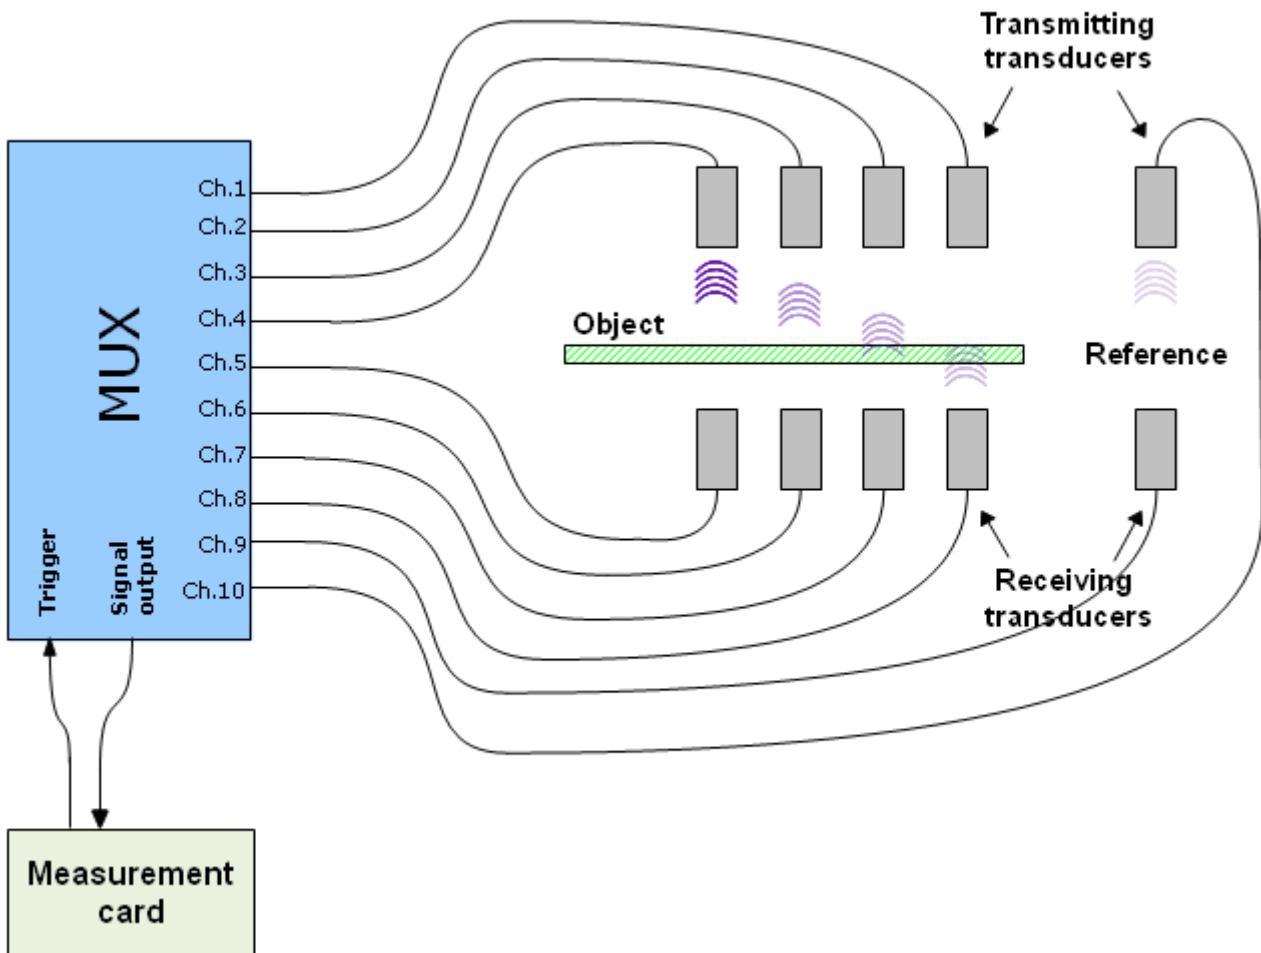 Transmitting
transducers
Ch.1
Ch.2
Ch.3
Ch.4
Ch.5
Ch.6
Ch.7
Ch.8
Ch.9
Ch.10
MUX
Trigger
Signal
output
Object
Reference
Receiving
transducers
Measurement
card